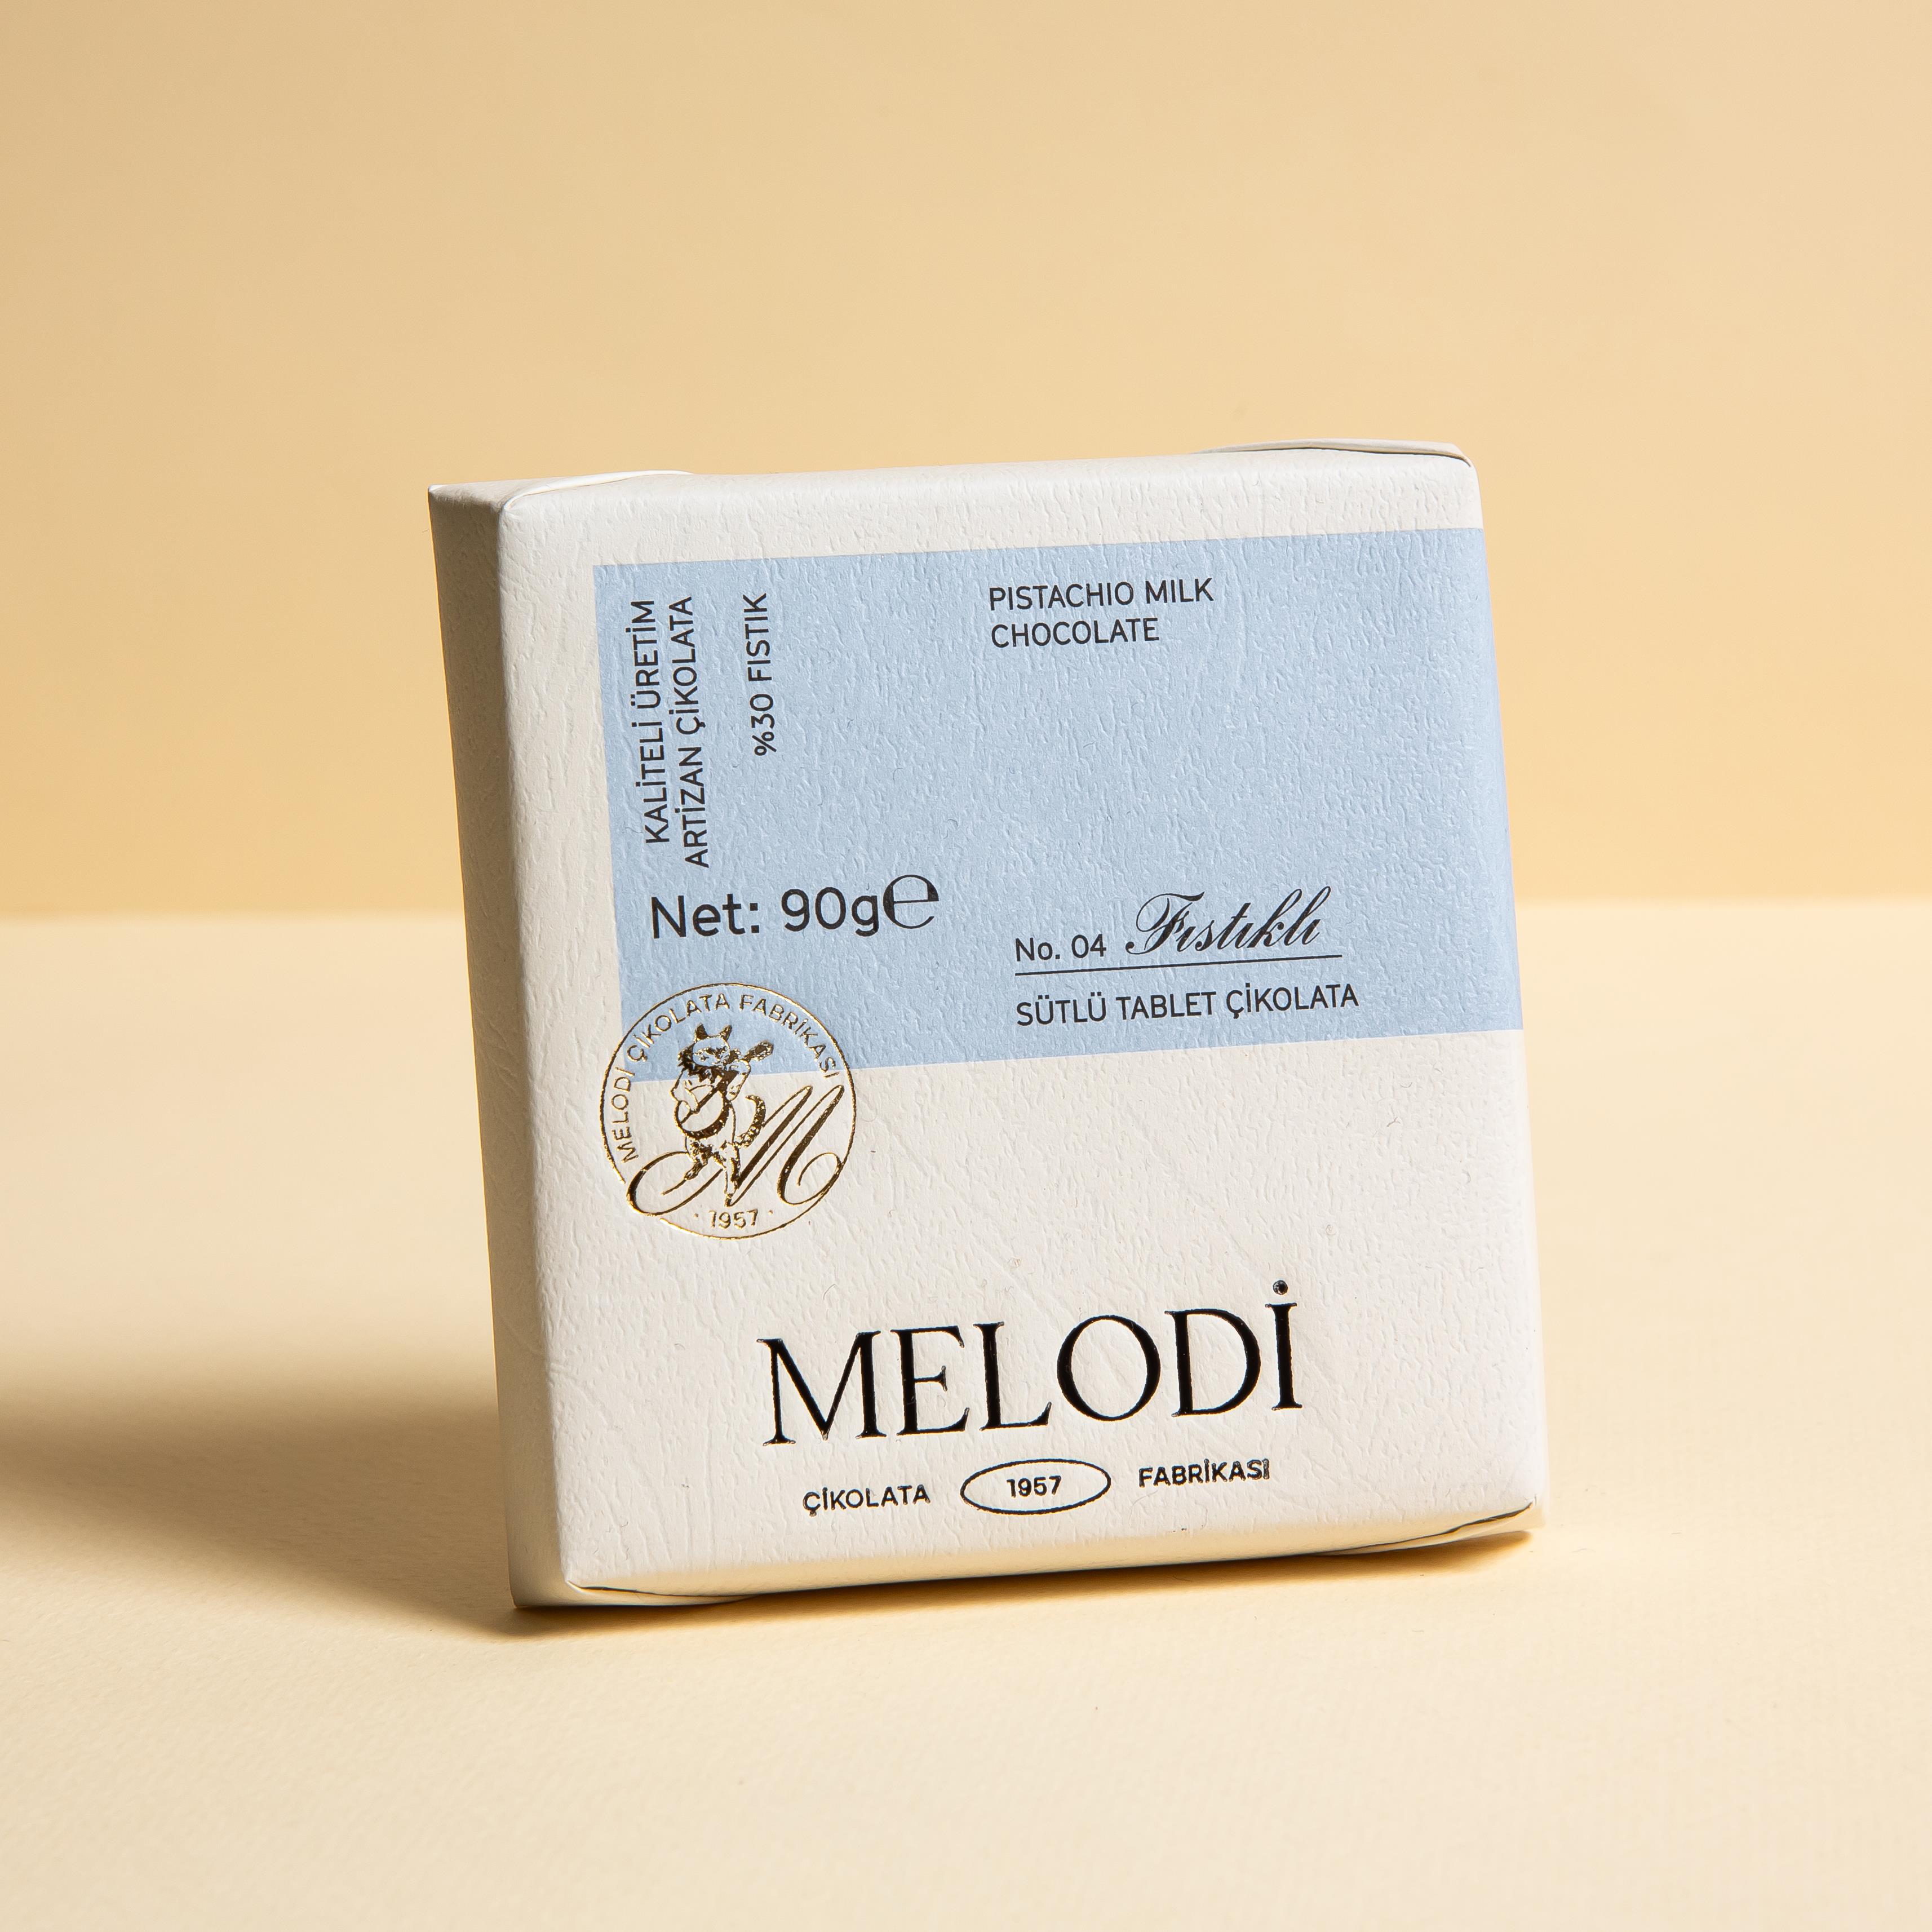 KALİTELİ ÜRETİM
ARTİZAN ÇİKOLATA
%30 FISTIK
PISTACHIO MILK
CHOCOLATE
Net: 90g℮
No. 04 Fıstıklı
SÜTLÜ TABLET ÇİKOLATA
MELODİ ÇİKOLATA FABRİKASI
M
· 1957 ·
MELODİ
ÇİKOLATA 1957 FABRİKASI